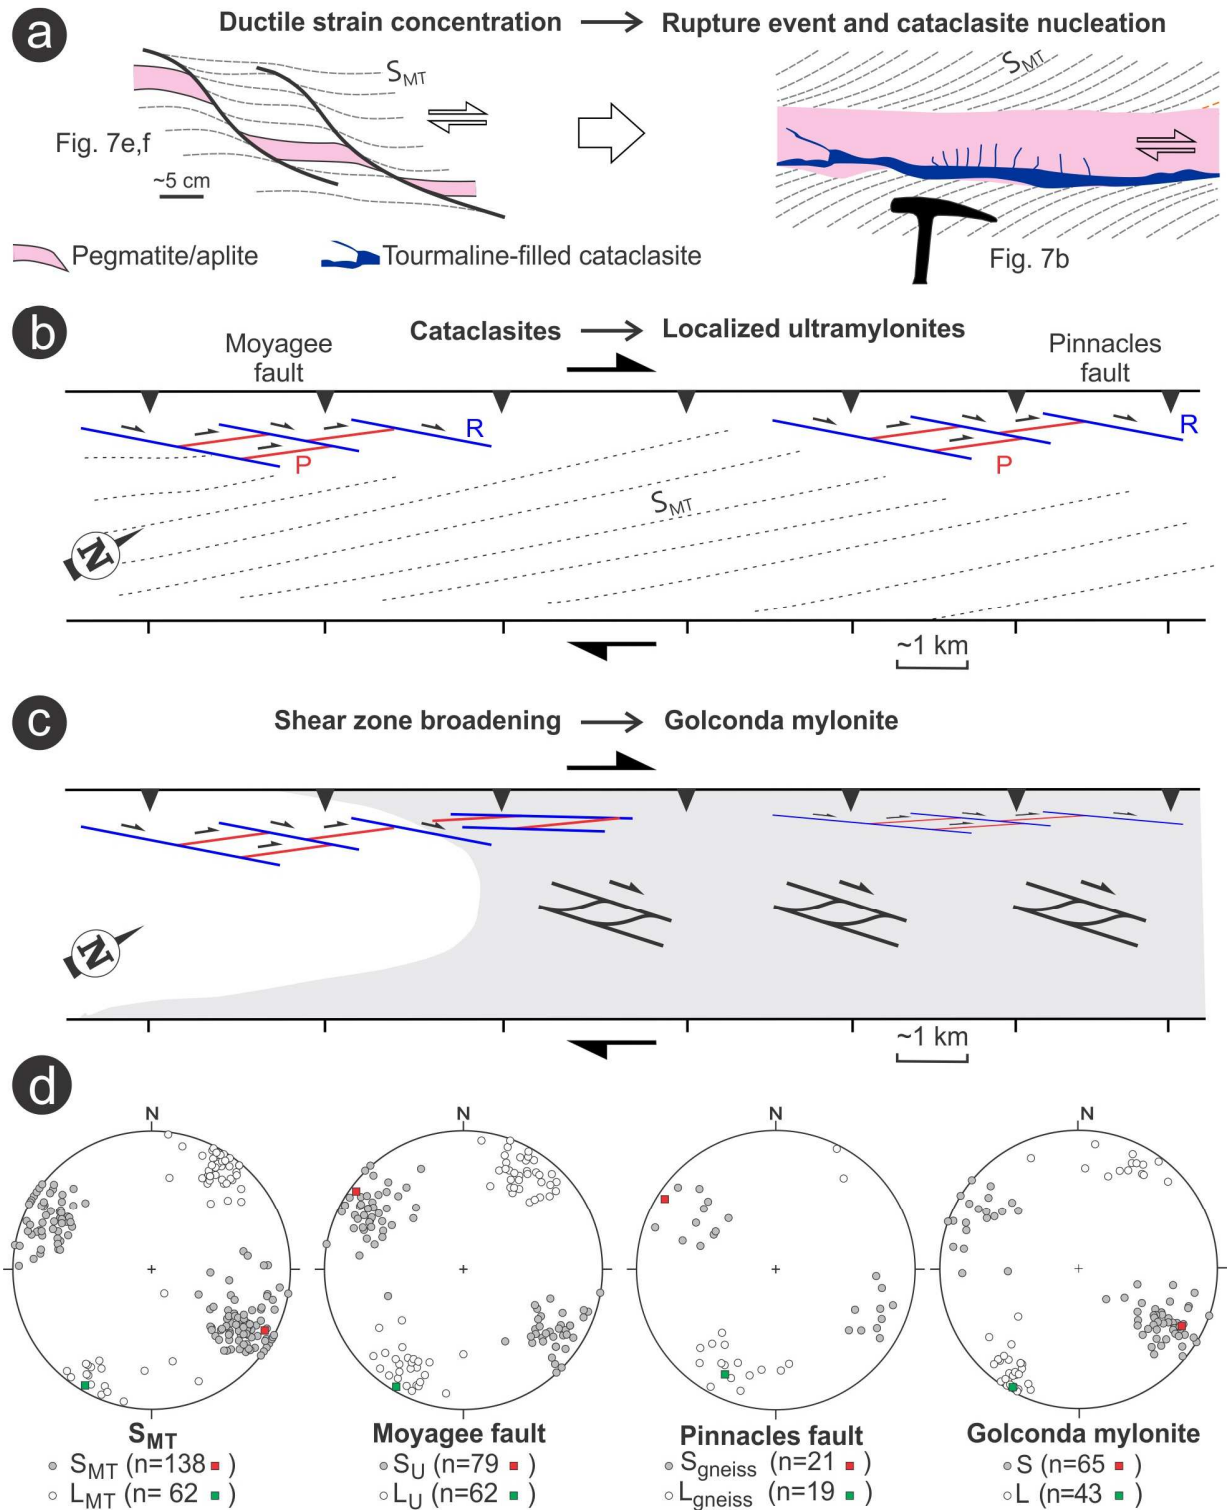 a
Ductile strain concentration → Rupture event and cataclasite nucleation
S_MT
S_MT
Fig. 7e,f
~5 cm
Pegmatite/aplite
Tourmaline-filled cataclasite
Fig. 7b
b
Cataclasites → Localized ultramylonites
Moyagee
fault
Pinnacles
fault
R
R
P
P
S_MT
N
~1 km
c
Shear zone broadening → Golconda mylonite
N
~1 km
d
N N N N
S_MT Moyagee fault Pinnacles fault Golconda mylonite
S_MT (n=138 ) S_U (n=79 ) S_gneiss (n=21 ) S (n=65 )
L_MT (n= 62 ) L_U (n=62 ) L_gneiss (n=19 ) L (n=43 )